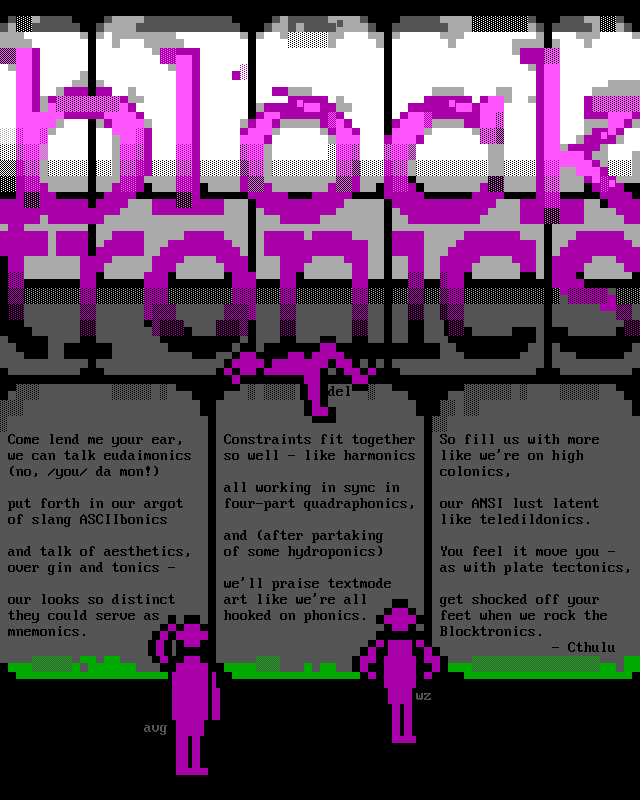 block
tronics
del
Come lend me your ear,
we can talk eudaimonics
(no, /you/ da mon!)
put forth in our argot
of slang ASCIIbonics
and talk of aesthetics,
over gin and tonics -
our looks so distinct
they could serve as
mnemonics.
Constraints fit together
so well - like harmonics
all working in sync in
four-part quadraphonics,
and (after partaking
of some hydroponics)
we'll praise textmode
art like we're all
hooked on phonics.
So fill us with more
like we're on high
colonics,
our ANSI lust latent
like teledildonics.
You feel it move you -
as with plate tectonics,
get shocked off your
feet when we rock the
Blocktronics.
- Cthulu
avg
wz